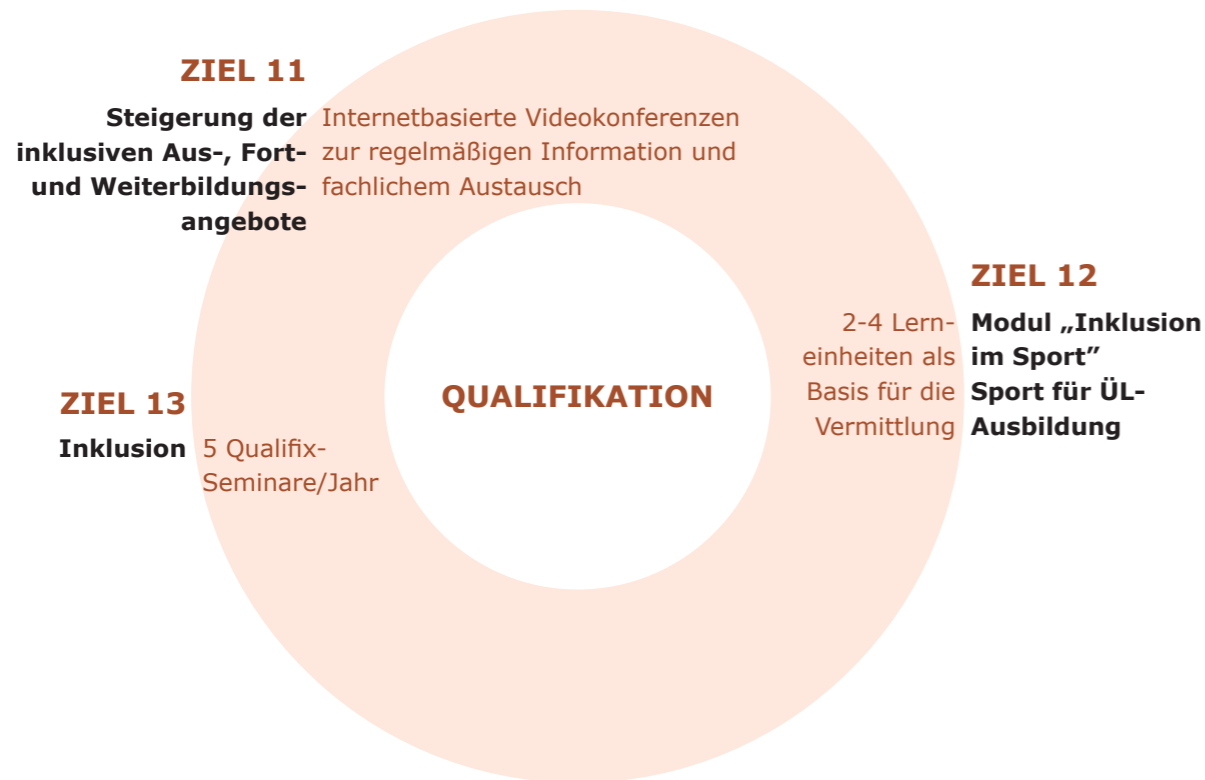 ZIEL 11
Steigerung der
inklusiven Aus-, Fort-
und Weiterbildungs-
angebote
Internetbasierte Videokonferenzen
zur regelmäßigen Information und
fachlichem Austausch
ZIEL 12
2-4 Lern-
einheiten als
Basis für die
Vermittlung
Modul „Inklusion
im Sport”
Sport für ÜL-
Ausbildung
QUALIFIKATION
ZIEL 13
Inklusion
5 Qualifix-
Seminare/Jahr